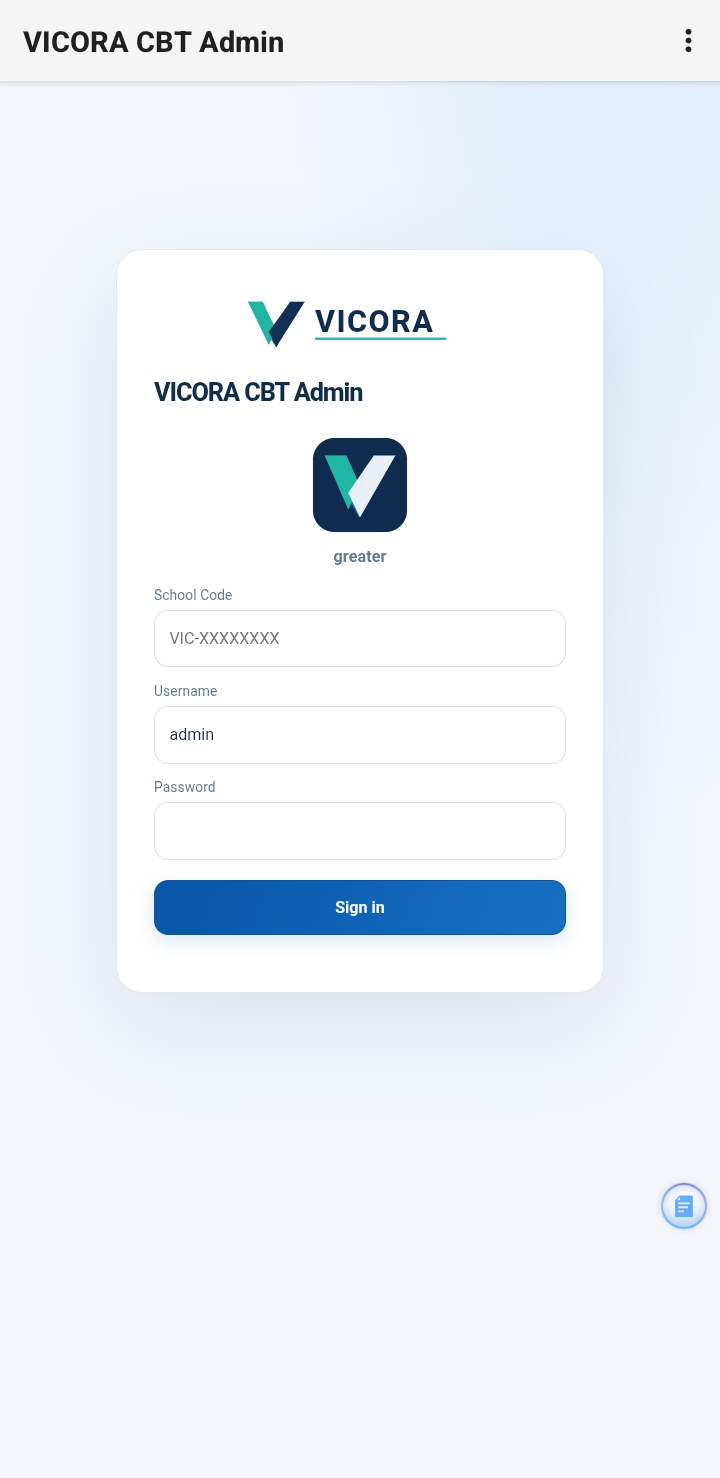 VICORA CBT Admin
VICORA
VICORA CBT Admin
greater
School Code
VIC-XXXXXXXX
Username
admin
Password
Sign in